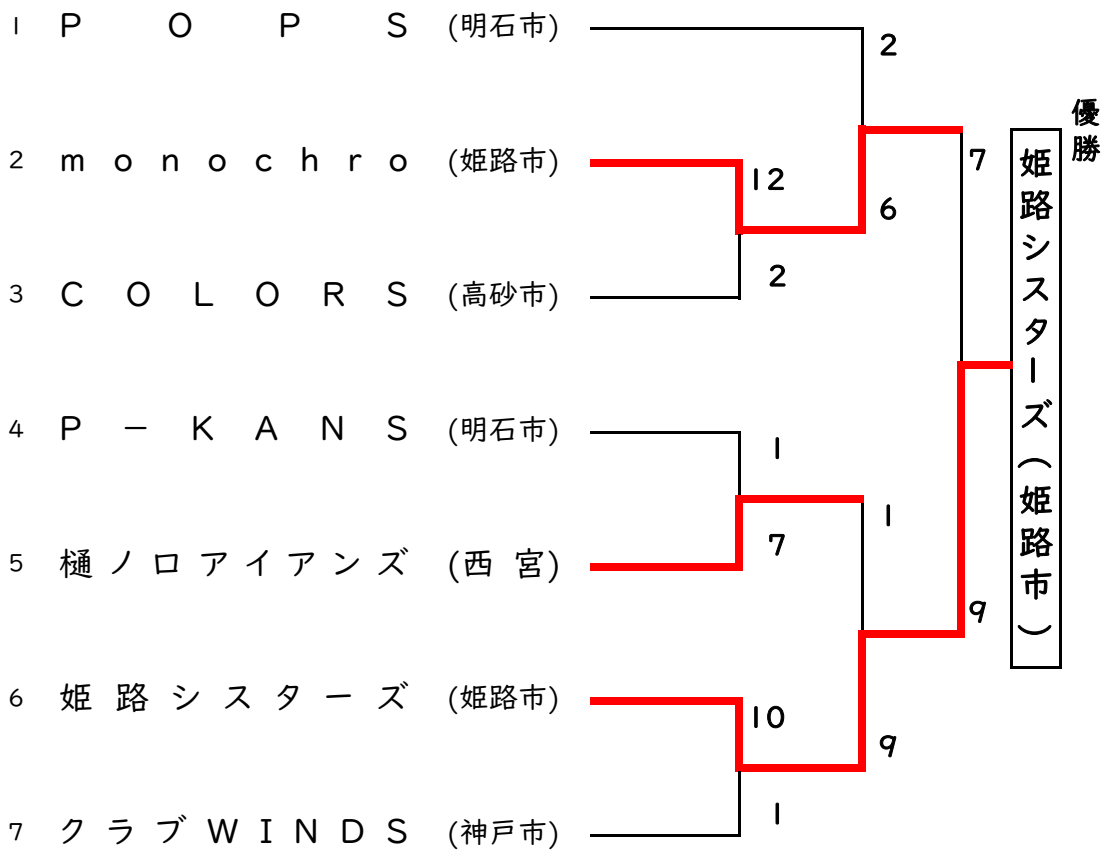 1 POPS (明石市)
2
優勝
2 monochro (姫路市)
12
7
6
姫路シスターズ(姫路市)
2
3 COLORS (高砂市)
4 P－KANS (明石市)
1
1
7
5 樋ノ口アイアンズ (西宮)
9
6 姫路シスターズ (姫路市)
10
9
1
7 クラブWINDS (神戸市)